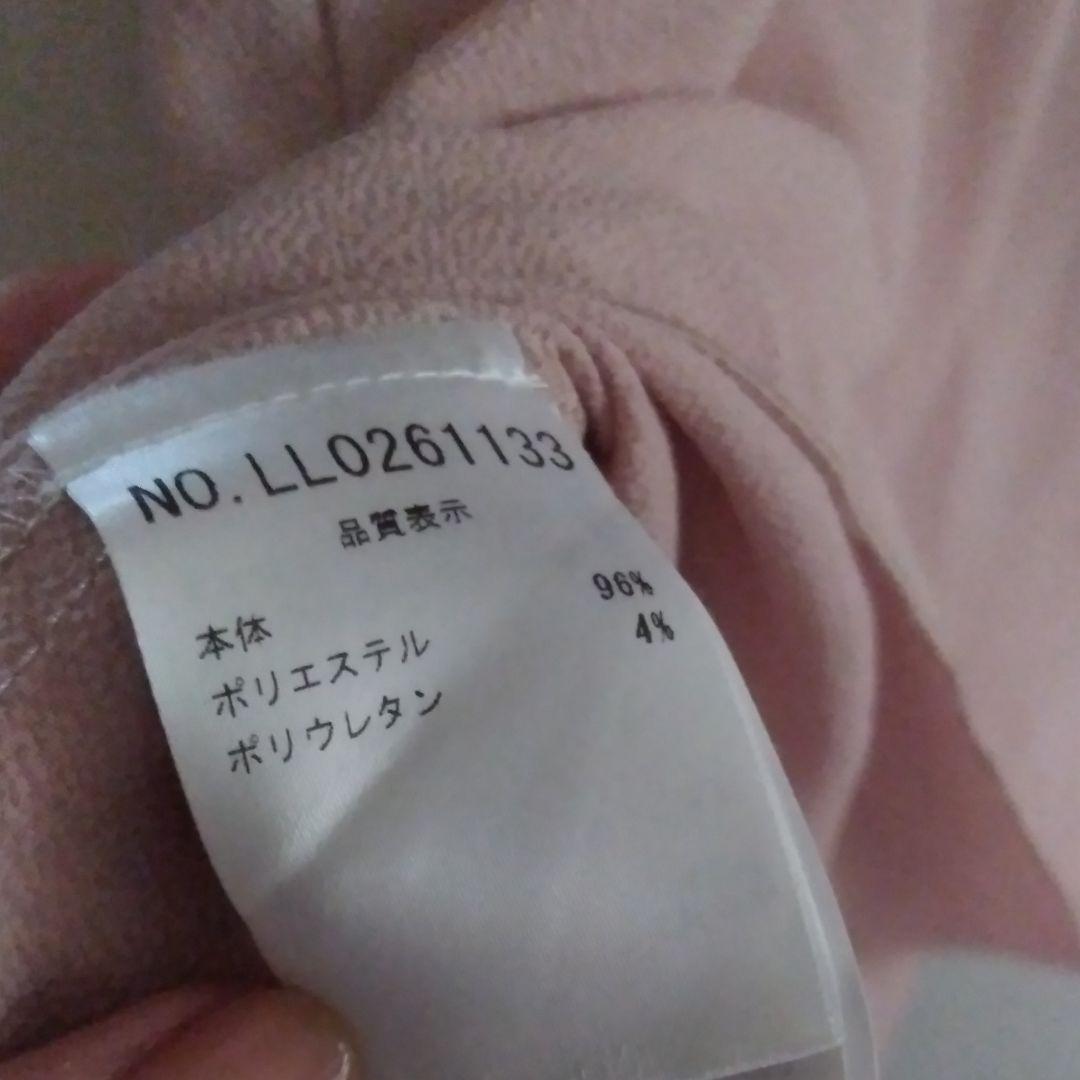 NO.LL0261133
品質表示
本体
ポリエステル 96%
ポリウレタン 4%